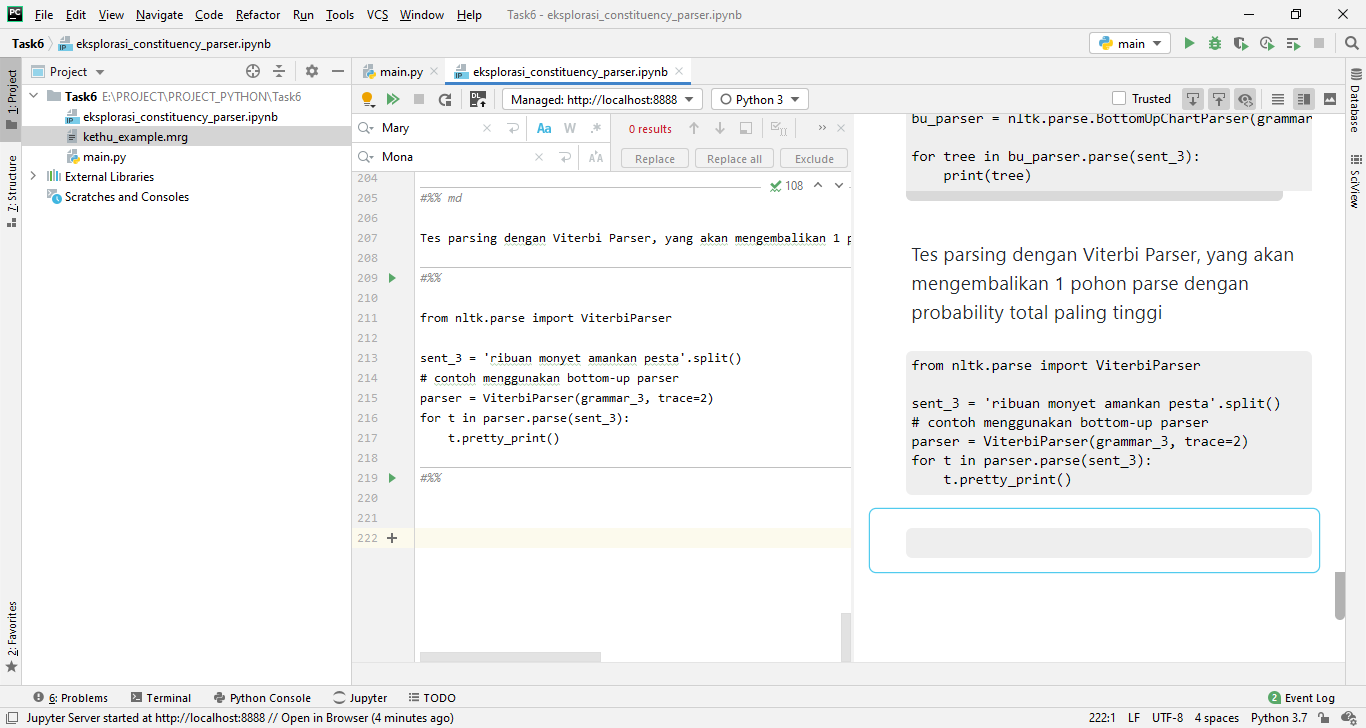 PC File Edit View Navigate Code Refactor Run Tools VCS Window Help Task6 - eksplorasi_constituency_parser.ipynb
Task6 eksplorasi_constituency_parser.ipynb main
1: Project
7: Structure
2: Favorites
Project
Task6 E:\PROJECT\PROJECT_PYTHON\Task6
eksplorasi_constituency_parser.ipynb
kethu_example.mrg
main.py
External Libraries
Scratches and Consoles
main.py eksplorasi_constituency_parser.ipynb
Managed: http://localhost:8888 Python 3 Trusted
Mary Aa W .* 0 results
Mona Replace Replace all Exclude
108
204
205 #%% md
206
207 Tes parsing dengan Viterbi Parser, yang akan mengembalikan 1 p
208
209 #%%
210
211 from nltk.parse import ViterbiParser
212
213 sent_3 = 'ribuan monyet amankan pesta'.split()
214 # contoh menggunakan bottom-up parser
215 parser = ViterbiParser(grammar_3, trace=2)
216 for t in parser.parse(sent_3):
217 t.pretty_print()
218
219 #%%
220
221
222
bu_parser = nltk.parse.BottomUpChartParser(grammar
for tree in bu_parser.parse(sent_3):
print(tree)
Tes parsing dengan Viterbi Parser, yang akan
mengembalikan 1 pohon parse dengan
probability total paling tinggi
from nltk.parse import ViterbiParser
sent_3 = 'ribuan monyet amankan pesta'.split()
# contoh menggunakan bottom-up parser
parser = ViterbiParser(grammar_3, trace=2)
for t in parser.parse(sent_3):
t.pretty_print()
Database
SciView
6: Problems Terminal Python Console Jupyter TODO 2 Event Log
Jupyter Server started at http://localhost:8888 // Open in Browser (4 minutes ago) 222:1 LF UTF-8 4 spaces Python 3.7